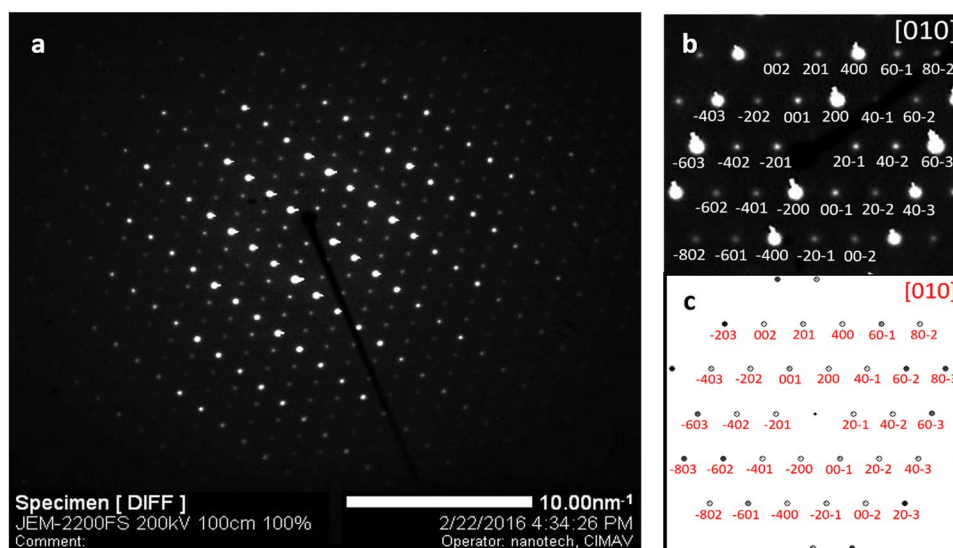 a
Specimen [ DIFF ]
10.00nm-1
JEM-2200FS 200kV 100cm 100%
2/22/2016 4:34:26 PM
Comment:
Operator: nanotech, CIMAV
b
[010]
002 201 400 60-1 80-2
-403 -202 001 200 40-1 60-2
-603 -402 -201 20-1 40-2 60-3
-602 -401 -200 00-1 20-2 40-3
-802 -601 -400 -20-1 00-2
c
[010]
-203 002 201 400 60-1 80-2
-403 -202 001 200 40-1 60-2 80-3
-603 -402 -201 20-1 40-2 60-3
-803 -602 -401 -200 00-1 20-2 40-3
-802 -601 -400 -20-1 00-2 20-3